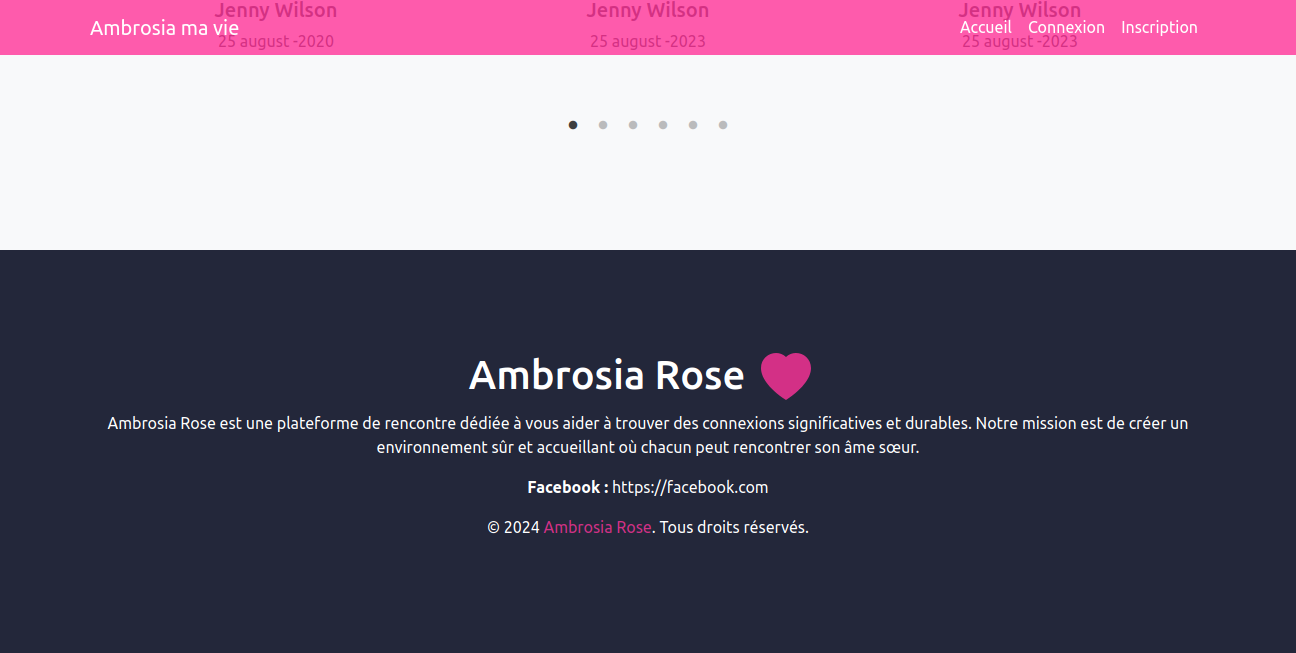 Jenny Wilson Jenny Wilson Jenny Wilson
Ambrosia ma vie Accueil Connexion Inscription
25 august -2020 25 august -2023 25 august -2023
Ambrosia Rose
Ambrosia Rose est une plateforme de rencontre dédiée à vous aider à trouver des connexions significatives et durables. Notre mission est de créer un
environnement sûr et accueillant où chacun peut rencontrer son âme sœur.
Facebook : https://facebook.com
© 2024 Ambrosia Rose. Tous droits réservés.